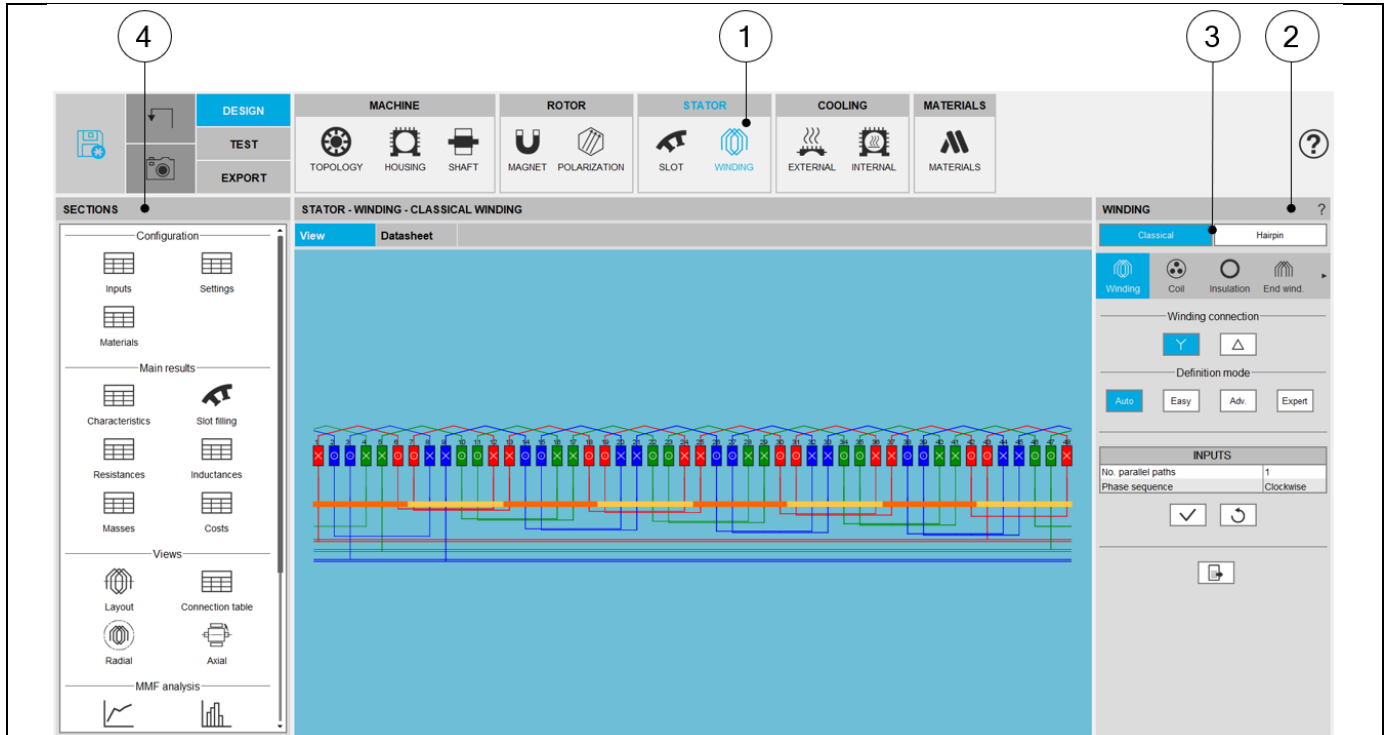 4
1
3
2
DESIGN
TEST
EXPORT
MACHINE
TOPOLOGY HOUSING SHAFT
ROTOR
MAGNET POLARIZATION
STATOR
SLOT WINDING
COOLING
EXTERNAL INTERNAL
MATERIALS
MATERIALS
?
SECTIONS
Configuration
Inputs Settings
Materials
Main results
Characteristics Slot filling
Resistances Inductances
Masses Costs
Views
Layout Connection table
Radial Axial
MMF analysis
STATOR - WINDING - CLASSICAL WINDING
View Datasheet
WINDING ?
Classical Hairpin
Winding Coil Insulation End wind.
Winding connection
Definition mode
Auto Easy Adv. Expert
INPUTS
No. parallel paths 1
Phase sequence Clockwise